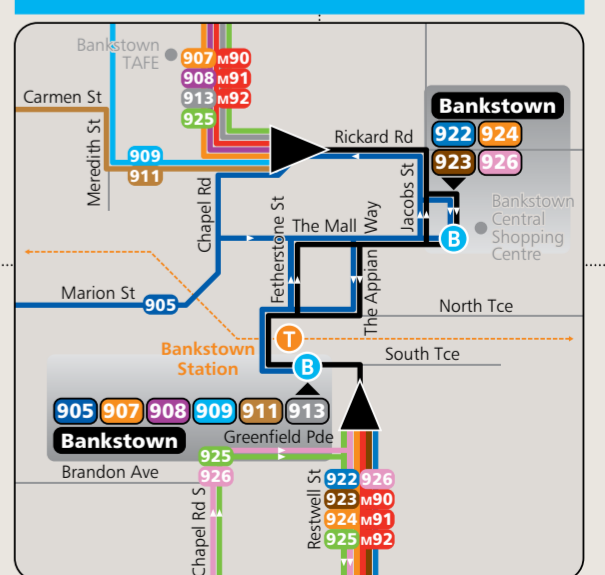 Bankstown
TAFE
907 M90
908 M91
913 M92
925
Carmen St
Meredith St
909
911
Chapel Rd
Rickard Rd
Bankstown
922 924
923 926
Jacobs St
Bankstown
Central
Shopping
Centre
B
The Mall
Fetherstone St
The Appian Way
Marion St
905
North Tce
T
Bankstown
Station
B
South Tce
905 907 908 909 911 913
Bankstown
Greenfield Pde
925
926
Brandon Ave
Chapel Rd S
Restwell St
922 926
923 M90
924 M91
925 M92